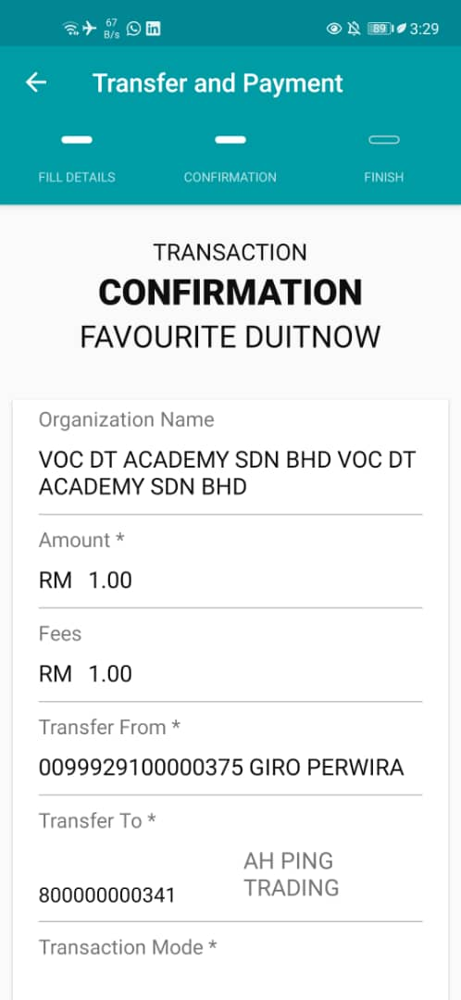 67
B/s
in
89
3:29
Transfer and Payment
FILL DETAILS
CONFIRMATION
FINISH
TRANSACTION
CONFIRMATION
FAVOURITE DUITNOW
Organization Name
VOC DT ACADEMY SDN BHD VOC DT
ACADEMY SDN BHD
Amount *
RM 1.00
Fees
RM 1.00
Transfer From *
0099929100000375 GIRO PERWIRA
Transfer To *
AH PING
TRADING
800000000341
Transaction Mode *